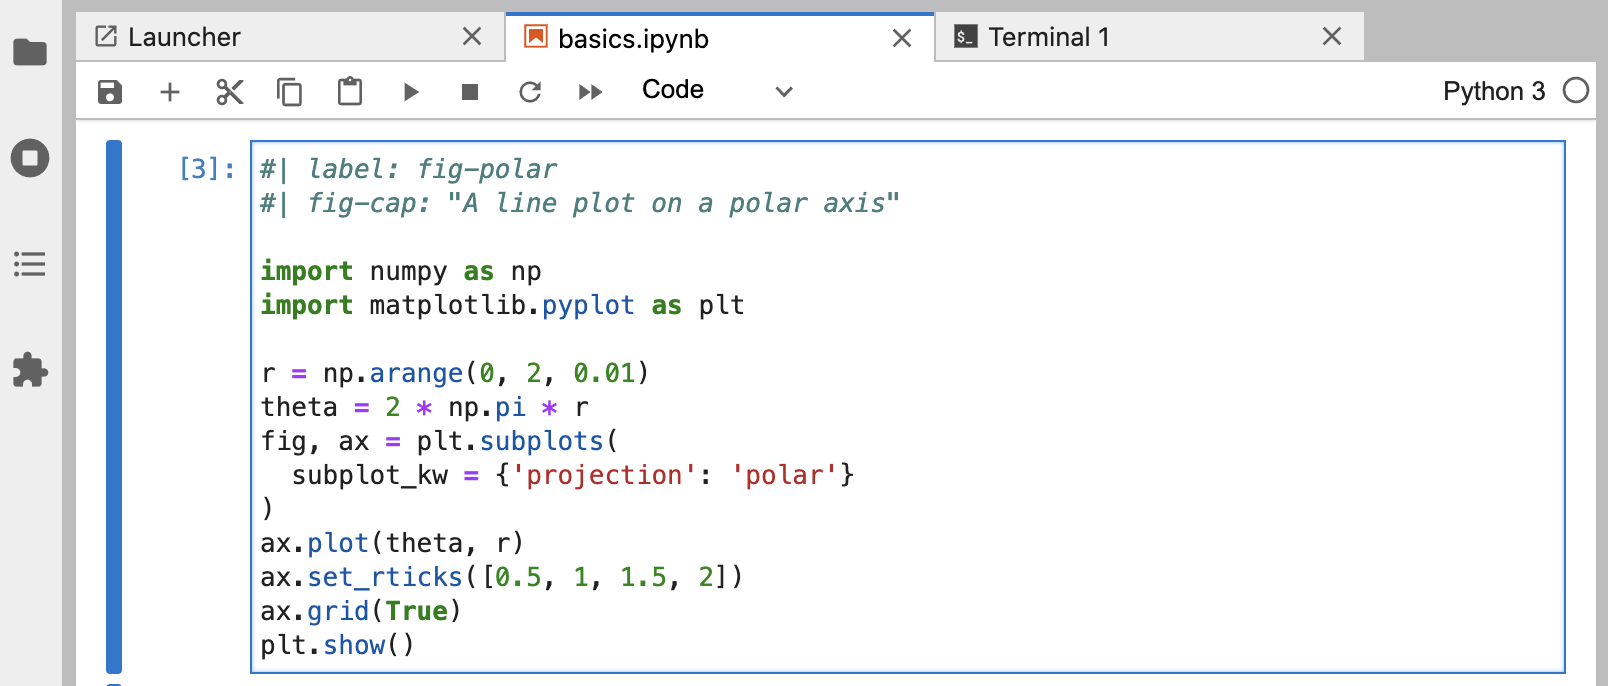 Launcher
basics.ipynb
$_ Terminal 1
Code
Python 3
[3]: #| label: fig-polar
#| fig-cap: "A line plot on a polar axis"
import numpy as np
import matplotlib.pyplot as plt
r = np.arange(0, 2, 0.01)
theta = 2 * np.pi * r
fig, ax = plt.subplots(
  subplot_kw = {'projection': 'polar'}
)
ax.plot(theta, r)
ax.set_rticks([0.5, 1, 1.5, 2])
ax.grid(True)
plt.show()